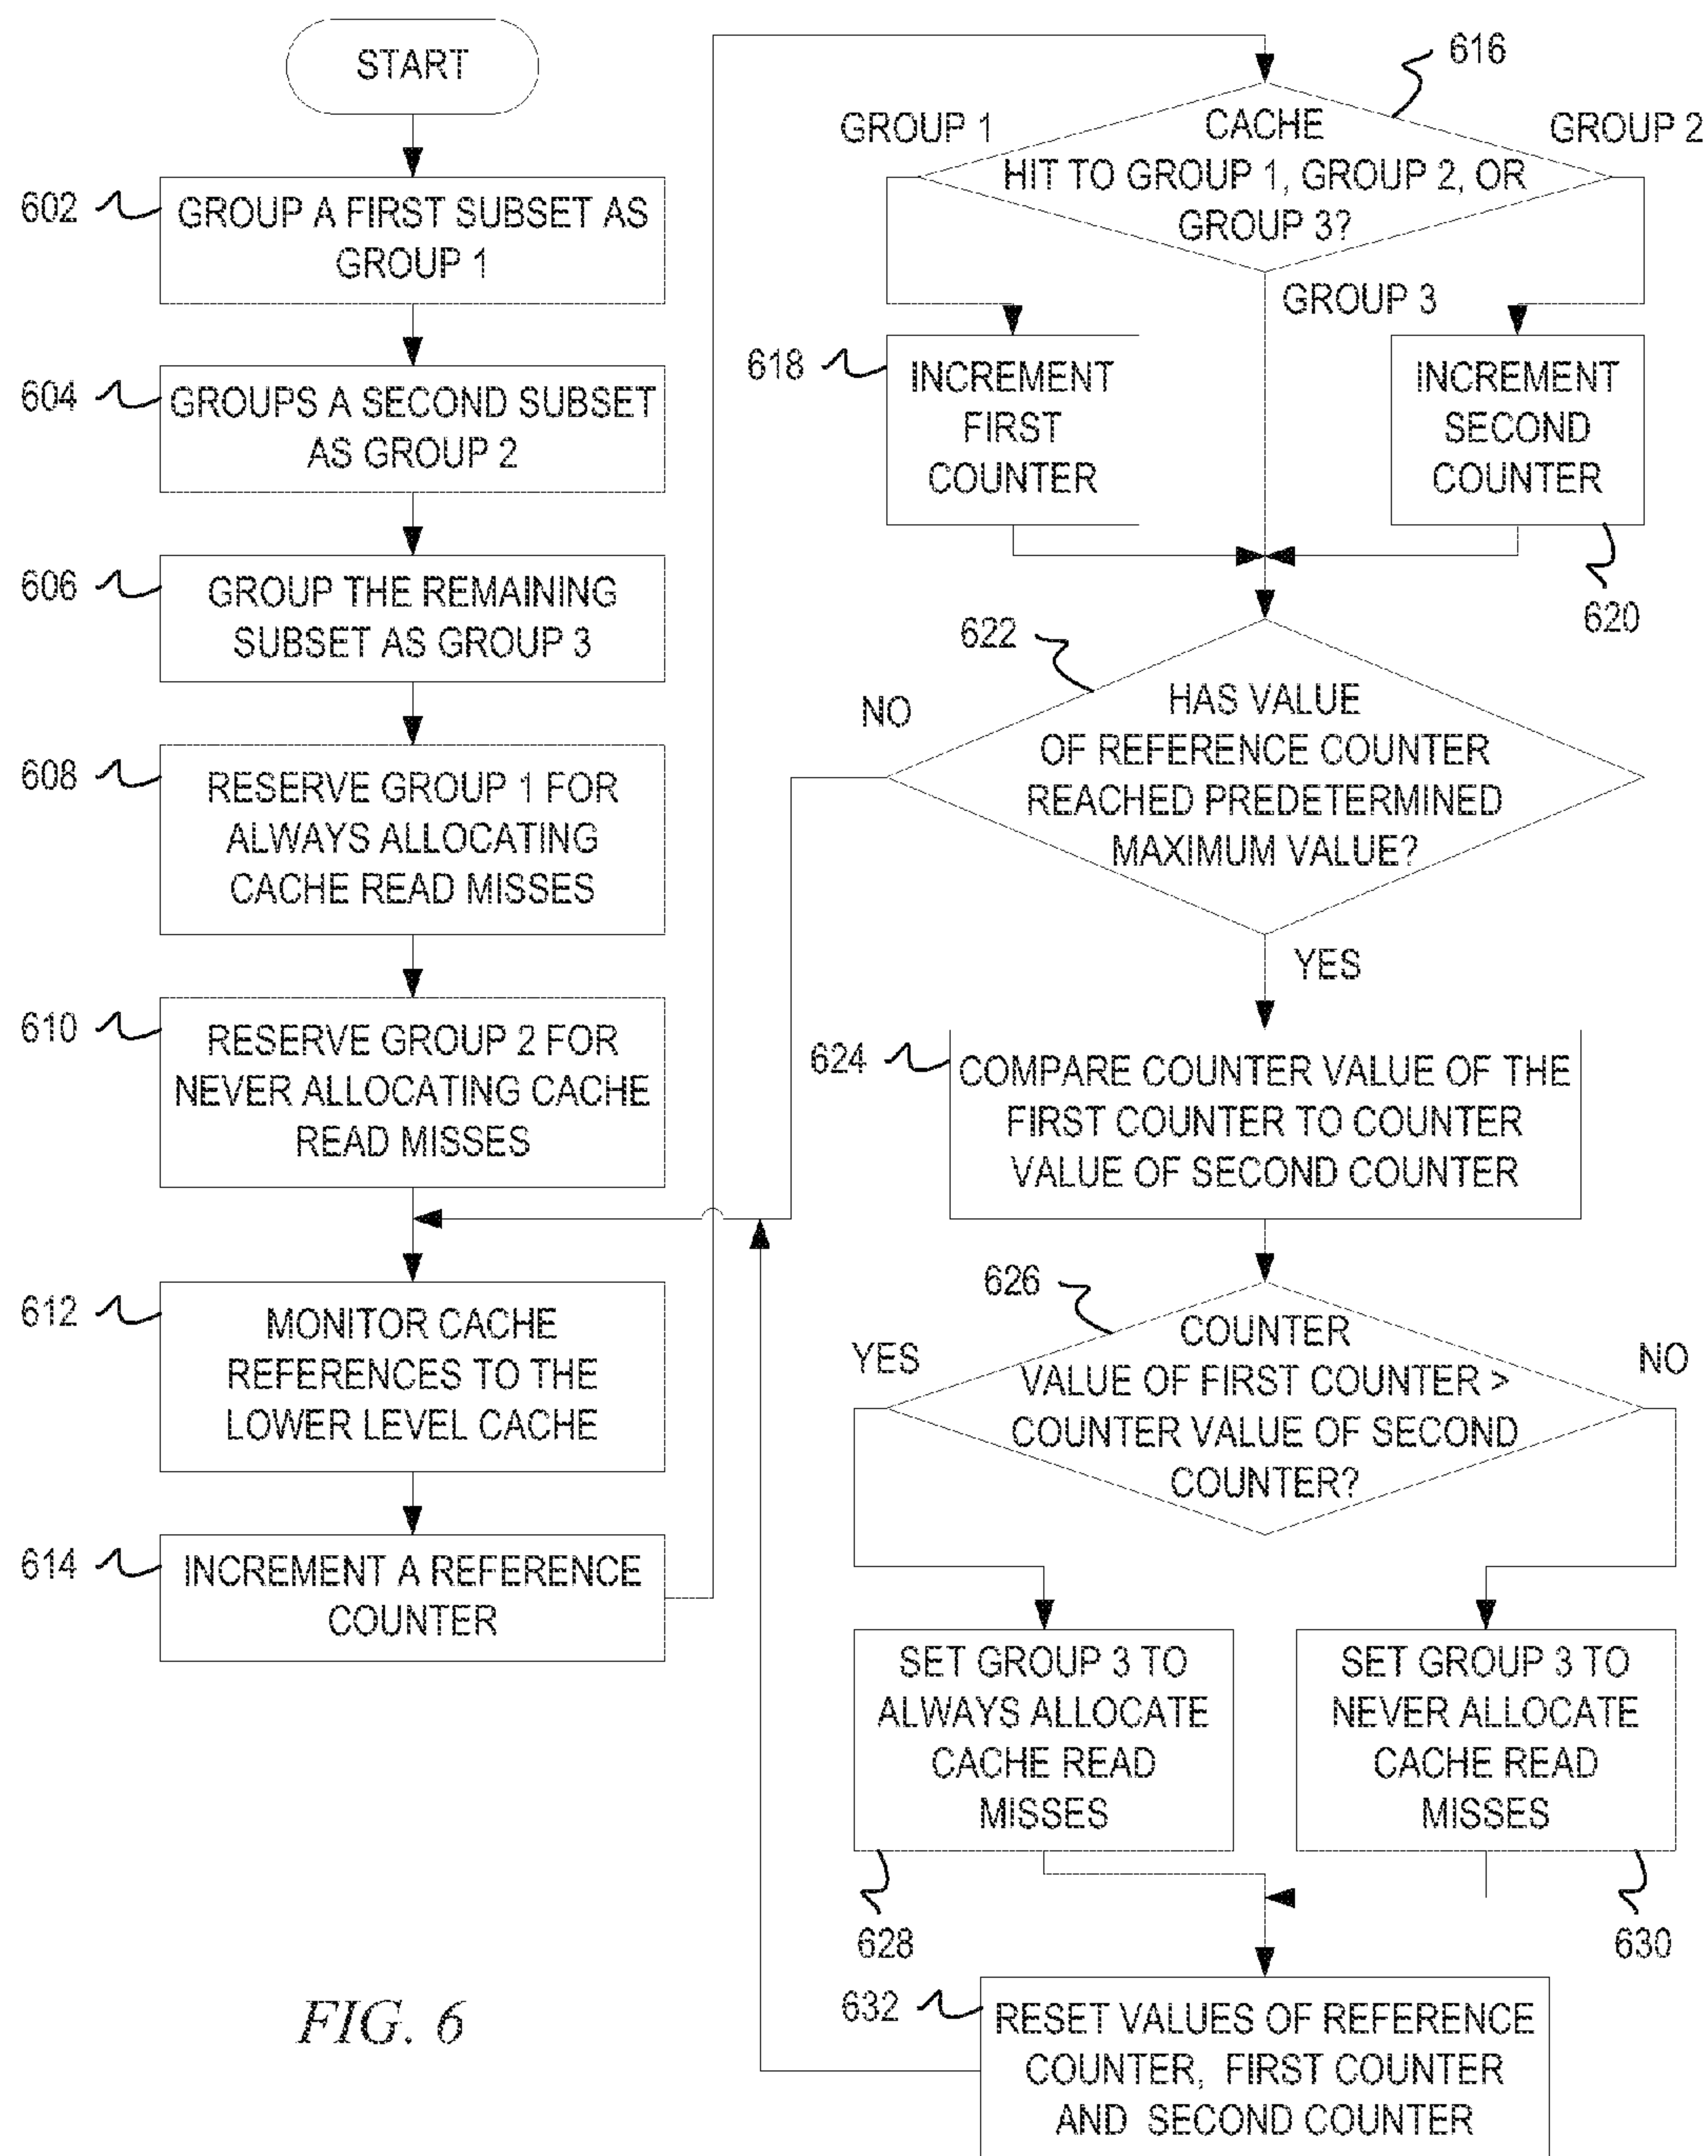 START
602
GROUP A FIRST SUBSET AS
GROUP 1
604
GROUPS A SECOND SUBSET
AS GROUP 2
606
GROUP THE REMAINING
SUBSET AS GROUP 3
608
RESERVE GROUP 1 FOR
ALWAYS ALLOCATING
CACHE READ MISSES
610
RESERVE GROUP 2 FOR
NEVER ALLOCATING CACHE
READ MISSES
612
MONITOR CACHE
REFERENCES TO THE
LOWER LEVEL CACHE
614
INCREMENT A REFERENCE
COUNTER
616
GROUP 1
CACHE
HIT TO GROUP 1, GROUP 2, OR
GROUP 3?
GROUP 2
GROUP 3
618
INCREMENT
FIRST
COUNTER
INCREMENT
SECOND
COUNTER
620
622
NO
HAS VALUE
OF REFERENCE COUNTER
REACHED PREDETERMINED
MAXIMUM VALUE?
YES
624
COMPARE COUNTER VALUE OF THE
FIRST COUNTER TO COUNTER
VALUE OF SECOND COUNTER
626
YES
COUNTER
VALUE OF FIRST COUNTER >
COUNTER VALUE OF SECOND
COUNTER?
NO
SET GROUP 3 TO
ALWAYS ALLOCATE
CACHE READ
MISSES
628
SET GROUP 3 TO
NEVER ALLOCATE
CACHE READ
MISSES
630
632
RESET VALUES OF REFERENCE
COUNTER, FIRST COUNTER
AND SECOND COUNTER
FIG. 6